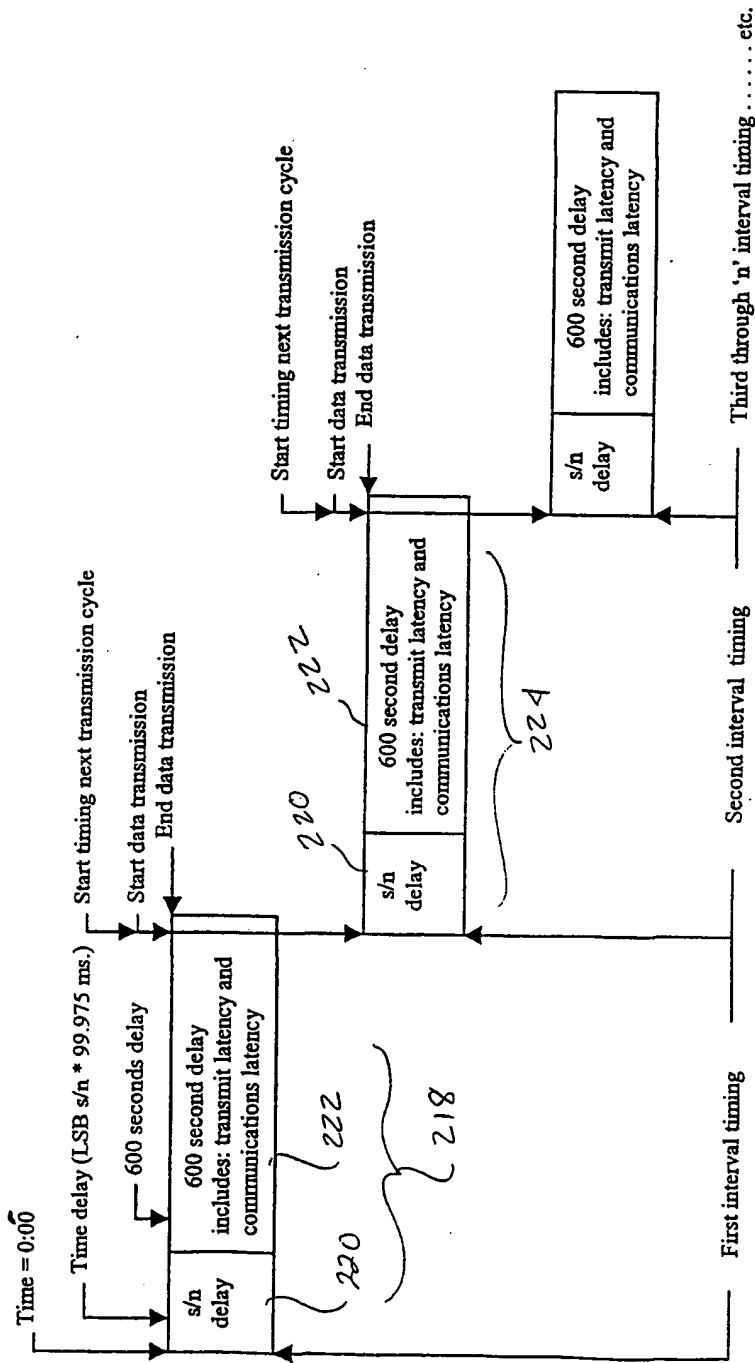 Time = 0:00
Time delay (LSB s/n * 99.975 ms.)
600 seconds delay
Start timing next transmission cycle
Start data transmission
End data transmission
s/n
delay
600 second delay
includes: transmit latency and
communications latency
220
222
218
First interval timing
Start timing next transmission cycle
Start data transmission
End data transmission
220
222
s/n
delay
600 second delay
includes: transmit latency and
communications latency
224
Second interval timing
s/n
delay
600 second delay
includes: transmit latency and
communications latency
Third through 'n' interval timing . . . . . . . etc.